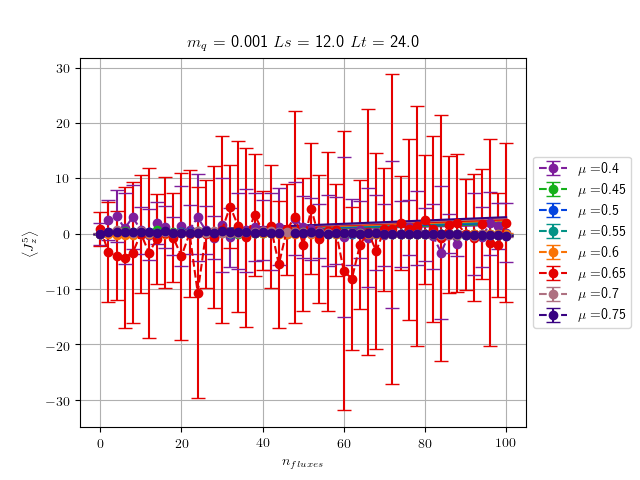 m_q = 0.001 Ls = 12.0 Lt = 24.0
30
20
10
0
−10
−20
−30
⟨J_z^5⟩
0 20 40 60 80 100
n_fluxes
μ =0.4
μ =0.45
μ =0.5
μ =0.55
μ =0.6
μ =0.65
μ =0.7
μ =0.75